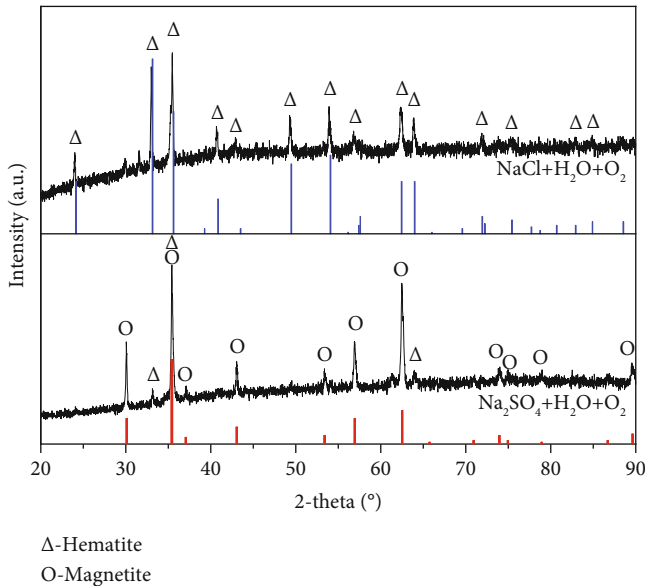 Δ Δ
Δ Δ Δ Δ Δ Δ Δ Δ Δ Δ Δ Δ
NaCl+H₂O+O₂
Intensity (a.u.)
Δ
O O
O Δ O O O O O Δ O O O O
Na₂SO₄+H₂O+O₂
20 30 40 50 60 70 80 90
2-theta (°)
Δ-Hematite
O-Magnetite